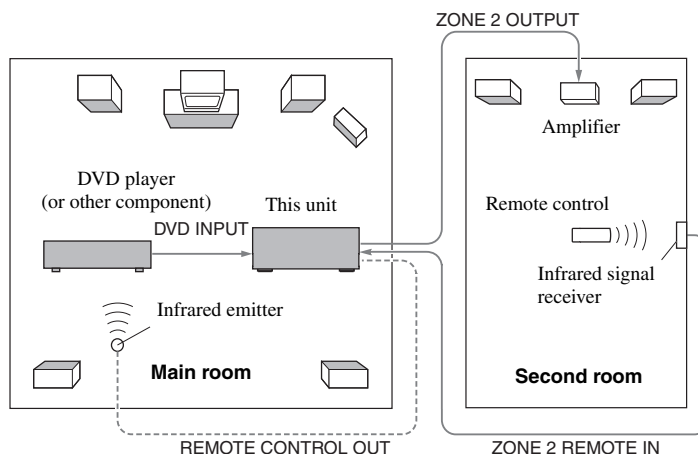 ZONE 2 OUTPUT
Amplifier
DVD player
(or other component)
This unit
DVD INPUT
Remote control
Infrared signal
receiver
Infrared emitter
Main room
Second room
REMOTE CONTROL OUT
ZONE 2 REMOTE IN